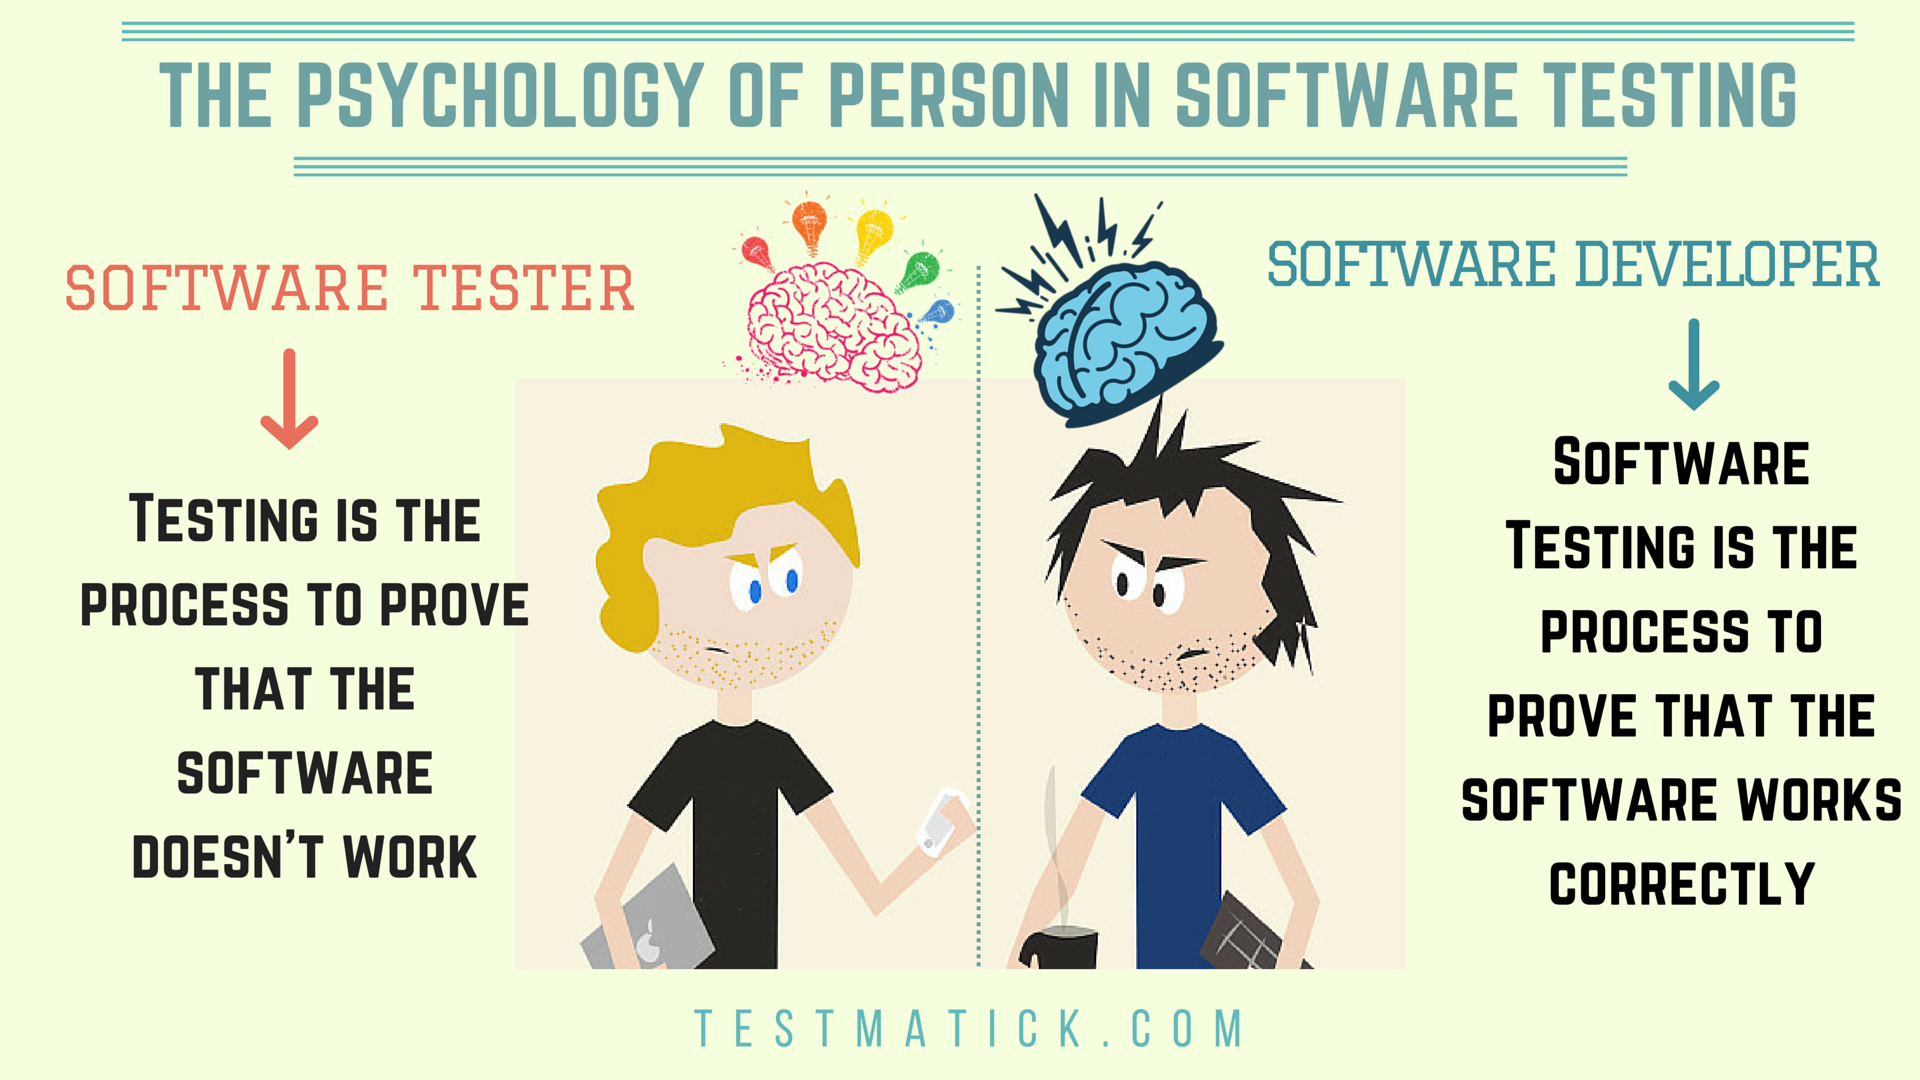 THE PSYCHOLOGY OF PERSON IN SOFTWARE TESTING
SOFTWARE TESTER
TESTING IS THE
PROCESS TO PROVE
THAT THE
SOFTWARE
DOESN'T WORK
SOFTWARE DEVELOPER
SOFTWARE
TESTING IS THE
PROCESS TO
PROVE THAT THE
SOFTWARE WORKS
CORRECTLY
TESTMATICK.COM